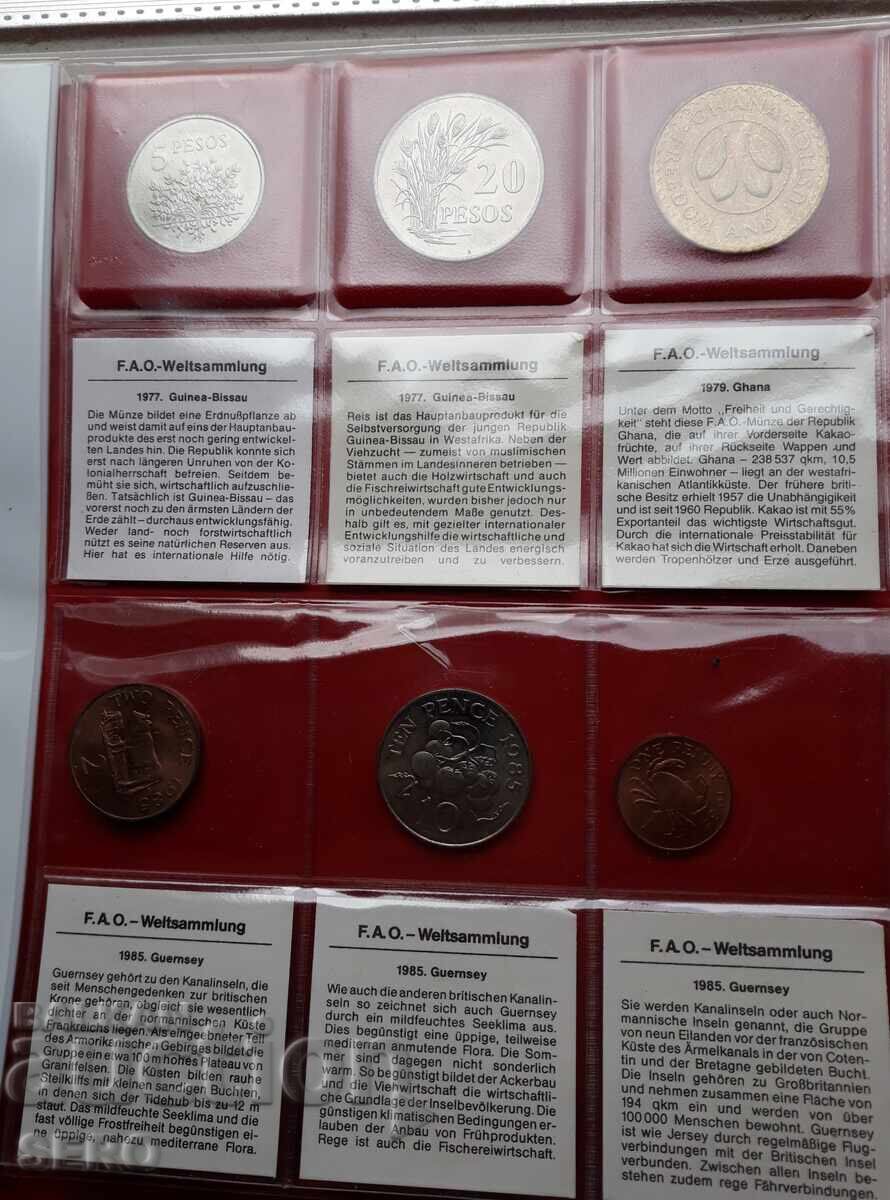 5 PESOS
20
PESOS
GHANA
FREEDOM AND JUSTICE
F.A.O.-Weltsammlung
1977. Guinea-Bissau
Die Münze bildet eine Erdnußpflanze ab
und weist damit auf eins der Hauptanbau-
produkte des erst noch gering entwickel-
ten Landes hin. Die Republik konnte sich
erst nach längeren Unruhen von der Ko-
lonialherrschaft befreien. Seitdem be-
müht sie sich, wirtschaftlich aufzuschlie-
ßen. Tatsächlich ist Guinea-Bissau – das
vorerst noch zu den ärmsten Ländern der
Erde zählt – durchaus entwicklungsfähig.
Weder land- noch forstwirtschaftlich
nützt es seine natürlichen Reserven aus.
Hier hat es internationale Hilfe nötig.
F.A.O.-Weltsammlung
1977. Guinea-Bissau
Reis ist das Hauptanbauprodukt für die
Selbstversorgung der jungen Republik
Guinea-Bissau in Westafrika. Neben der
Viehzucht — zumeist von muslimischen
Stämmen im Landesinneren betrieben —
bietet auch die Holzwirtschaft und auch
die Fischreiwirtschaft gute Entwicklungs-
möglichkeiten, wurden bisher jedoch nur
in unbedeutendem Maße genutzt. Des-
halb gilt es, mit gezielter internationaler
Entwicklungshilfe die wirtschaftliche und
soziale Situation des Landes energisch
voranzutreiben und zu verbessern.
F.A.O.-Weltsammlung
1979. Ghana
Unter dem Motto „Freiheit und Gerechtig-
keit" steht diese F.A.O.-Münze der Republik
Ghana, die auf ihrer Vorderseite Kakao-
früchte, auf ihrer Rückseite Wappen und
Wert abbildet. Ghana – 238 537 qkm, 10,5
Millionen Einwohner – liegt an der westafri-
kanischen Atlantikküste. Der frühere briti-
sche Besitz erhielt 1957 die Unabhängigkeit
und ist seit 1960 Republik. Kakao ist mit 55%
Exportanteil das wichtigste Wirtschaftsgut.
Durch die internationale Preisstabilität für
Kakao hat sich die Wirtschaft erholt. Daneben
werden Tropenhölzer und Erze ausgeführt.
TWO PENCE
2
1985
TEN PENCE 1985
10
ONE PENNY
F.A.O.–Weltsammlung
1985. Guernsey
Guernsey gehört zu den Kanalinseln, die
seit Menschengedenken zur britischen
Krone gehören, obgleich sie wesentlich
dichter an der normannischen Küste
Frankreichs liegen. Als eingeebneter Teil
des Armorikanischen Gebirges bildet die
Gruppe ein etwa 100 m hohes Plateau von
Granitfelsen. Die Küsten bilden rauhe
Steilkliffs mit kleinen sandigen Buchten,
in denen sich der Tidehub bis zu 12 m
staut. Das mildfeuchte Seeklima und die
fast völlige Frostfreiheit begünstigen ei-
ne üppige, nahezu mediterrane Flora.
F.A.O.–Weltsammlung
1985. Guernsey
Wie auch die anderen britischen Kanalin-
seln so zeichnet sich auch Guernsey
durch ein mildfeuchtes Seeklima aus.
Dies begünstigt eine üppige, teilweise
mediterran anmutende Flora. Die Som-
mer sind dagegen nicht sonderlich
warm. So begünstigt bildet der Ackerbau
und die Viehwirtschaft die wirtschaftli-
che Grundlage der Inselbevölkerung. Die
günstigen klimatischen Bedingungen er-
lauben der Anbau von Frühprodukten.
Rege ist auch die Fischereiwirtschaft.
F.A.O.–Weltsammlung
1985. Guernsey
Sie werden Kanalinseln oder auch Nor-
mannische Inseln genannt, die Gruppe
von neun Eilanden vor der französischen
Küste des Ärmelkanals in der von Coten-
tin und der Bretagne gebildeten Bucht.
Die Inseln gehören zu Großbritannien
und nehmen zusammen eine Fläche von
194 qkm ein und werden von über
100 000 Menschen bewohnt. Guernsey
ist wie Jersey durch regelmäßige Flug-
verbindungen mit der Britischen Insel
verbunden. Zwischen allen Inseln be-
stehen zudem rege Fährverbindungen
SERO